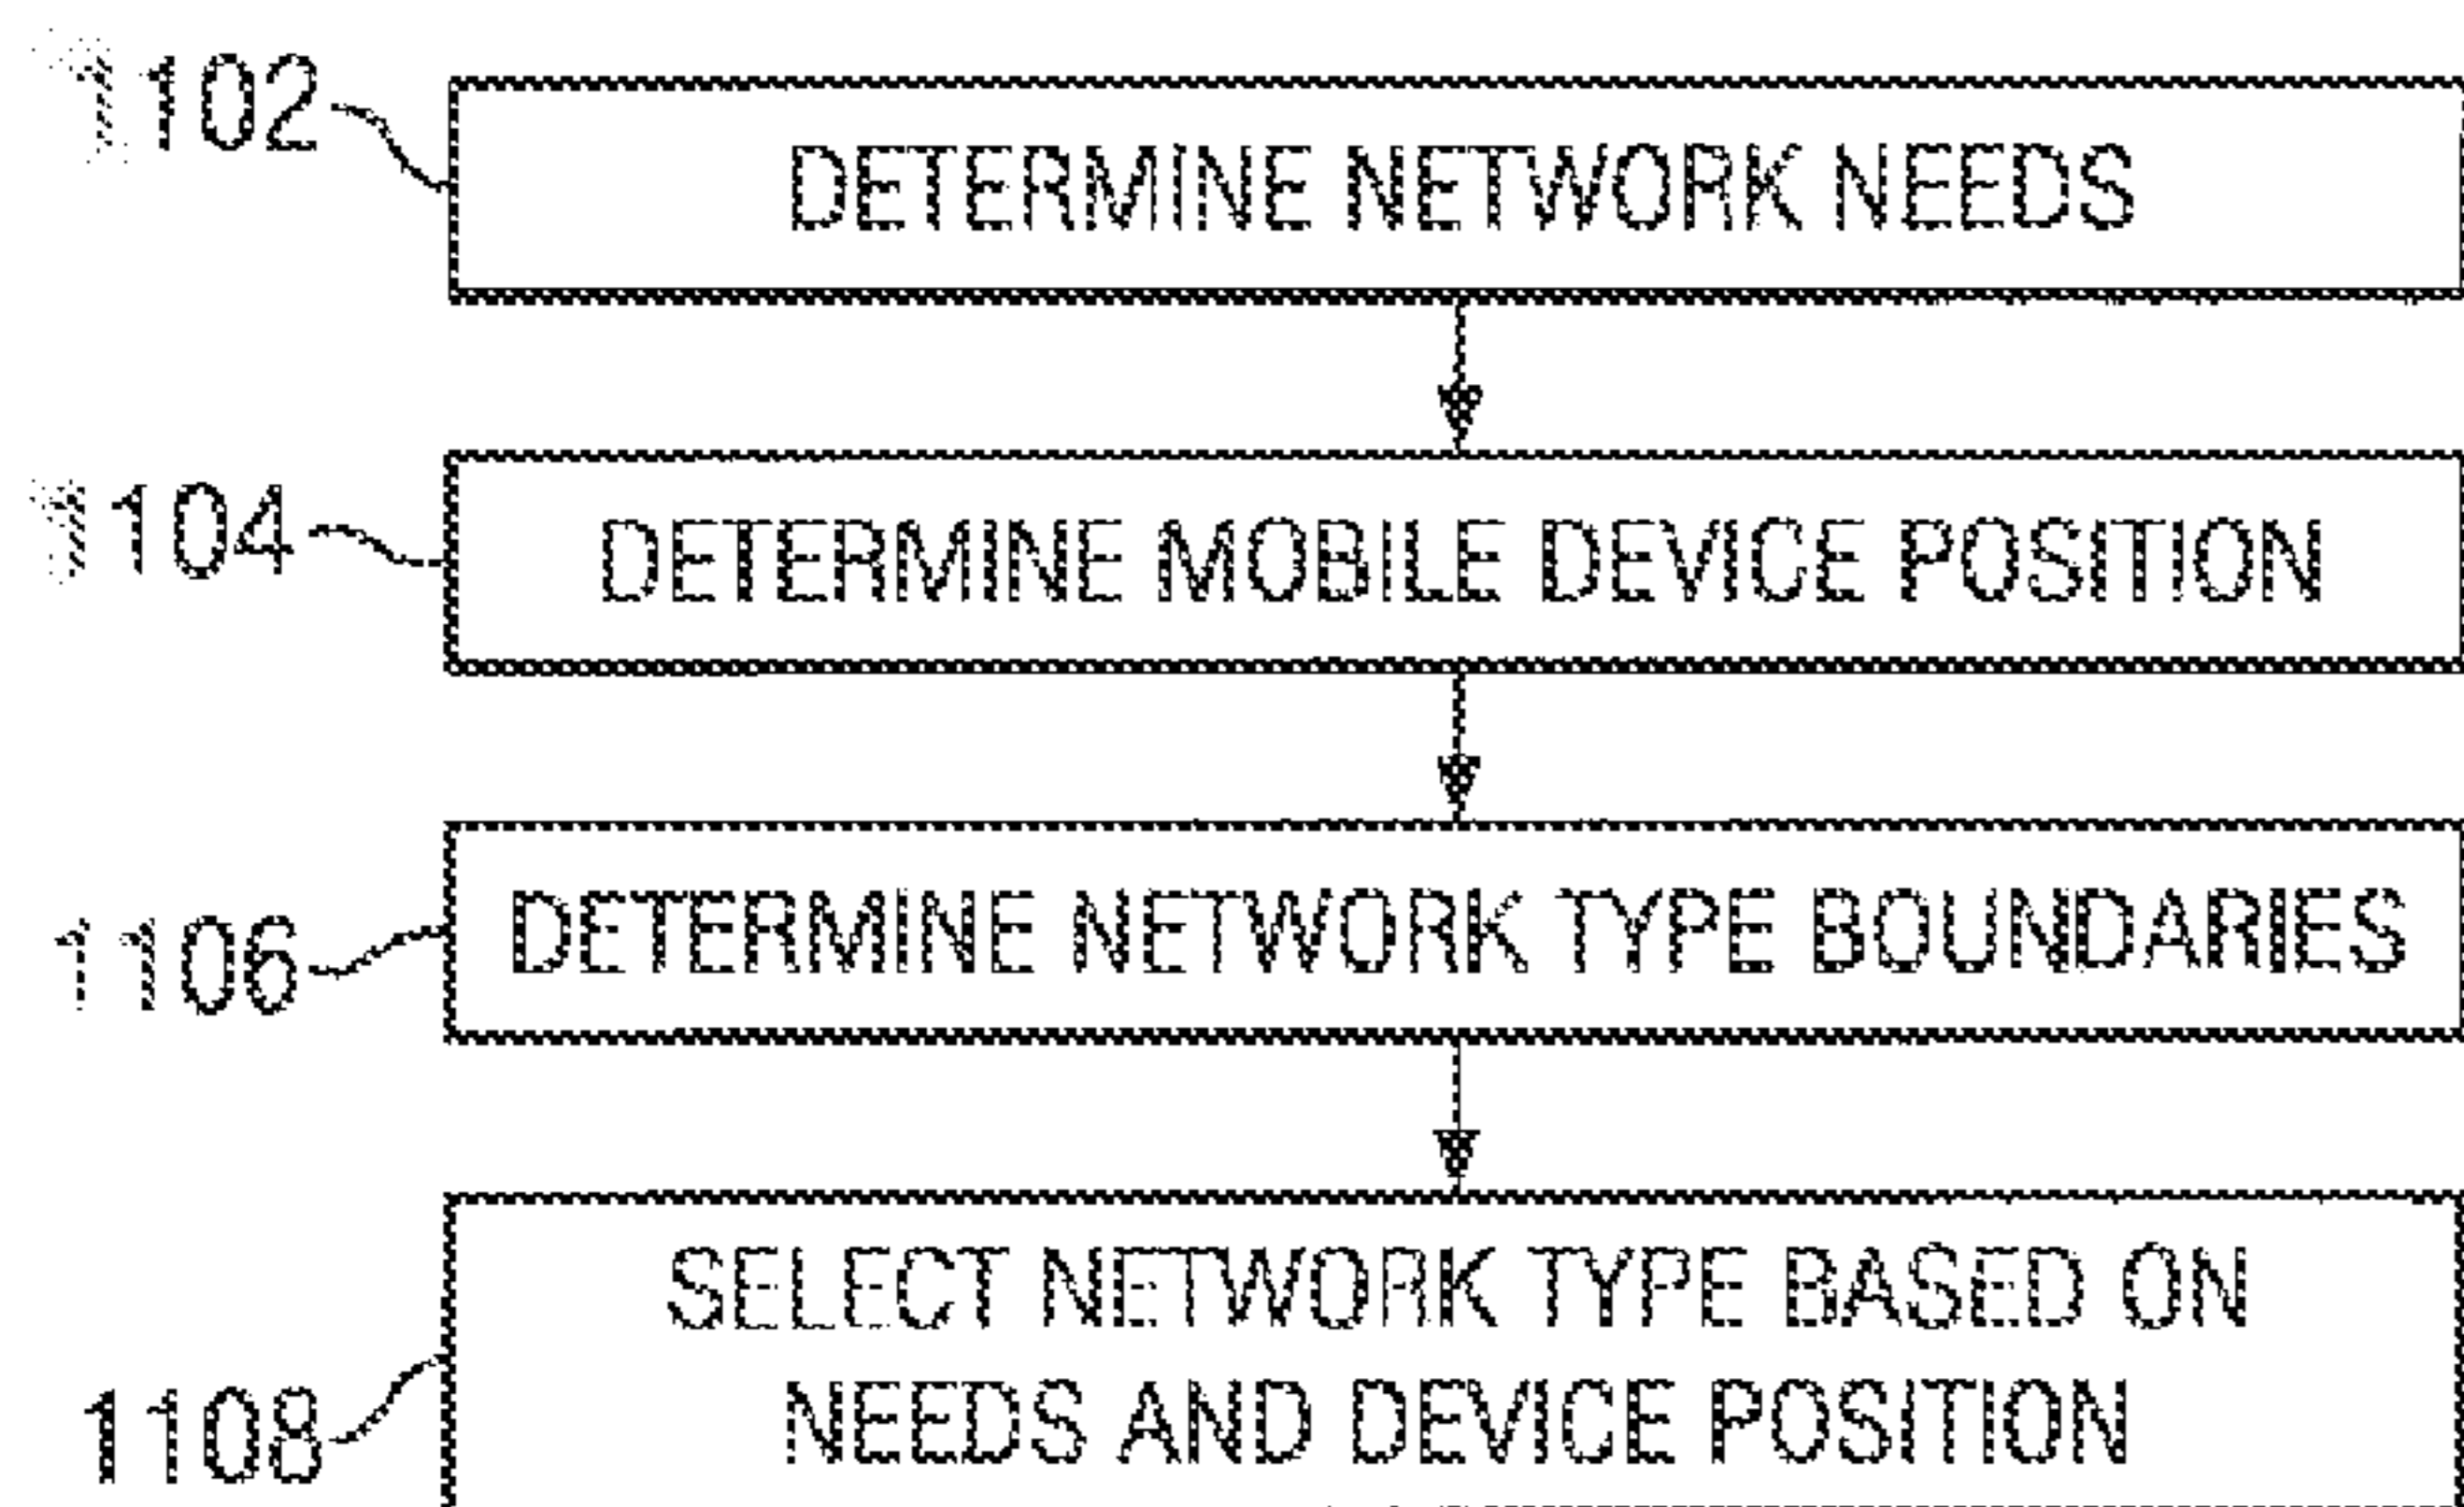 1102
DETERMINE NETWORK NEEDS
1104
DETERMINE MOBILE DEVICE POSITION
1106
DETERMINE NETWORK TYPE BOUNDARIES
1108
SELECT NETWORK TYPE BASED ON
NEEDS AND DEVICE POSITION